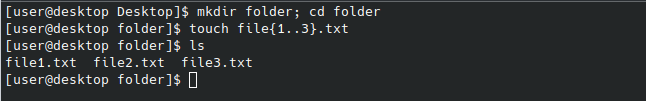 [user@desktop Desktop]$ mkdir folder; cd folder
[user@desktop folder]$ touch file{1..3}.txt
[user@desktop folder]$ ls
file1.txt  file2.txt  file3.txt
[user@desktop folder]$